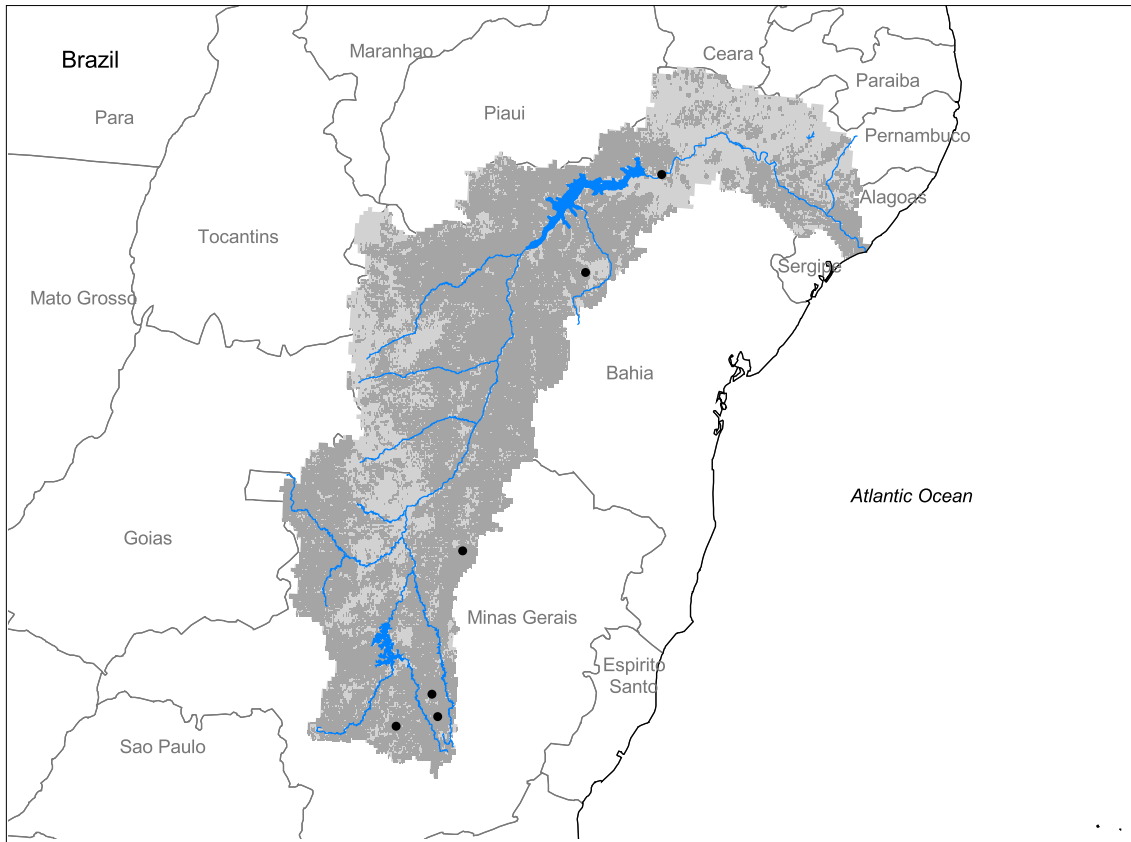 Maranhao
Ceara
Brazil
Paraiba
Piaui
Para
Pernambuco
Alagoas
Tocantins
Sergipe
Mato Grosso
Bahia
Atlantic Ocean
Goias
Minas Gerais
Espirito
Santo
Sao Paulo